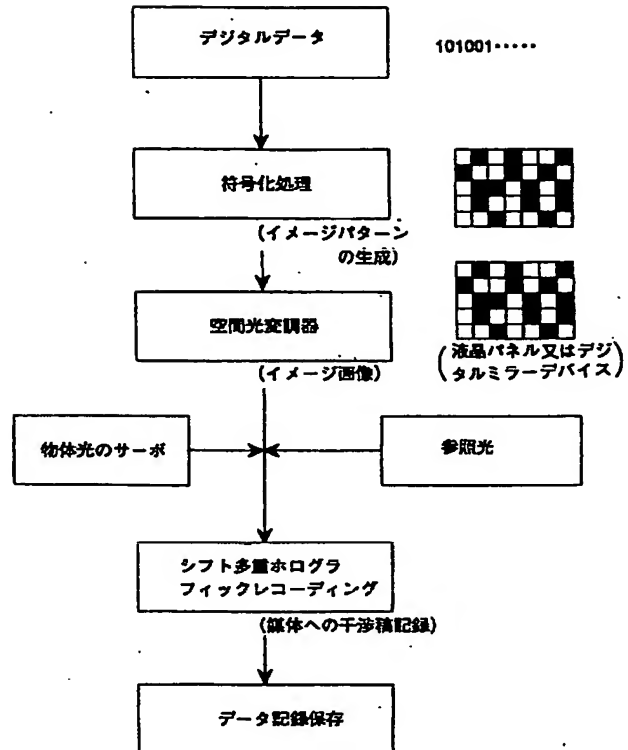 デジタルデータ
101001・・・・・
符号化処理
(イメージパターン
の生成)
空間光変調器
(液晶パネル又はデジ
タルミラーデバイス)
(イメージ画像)
物体光のサーボ
参照光
シフト多重ホログラ
フィックレコーディング
(媒体への干渉稿記録)
データ記録保存